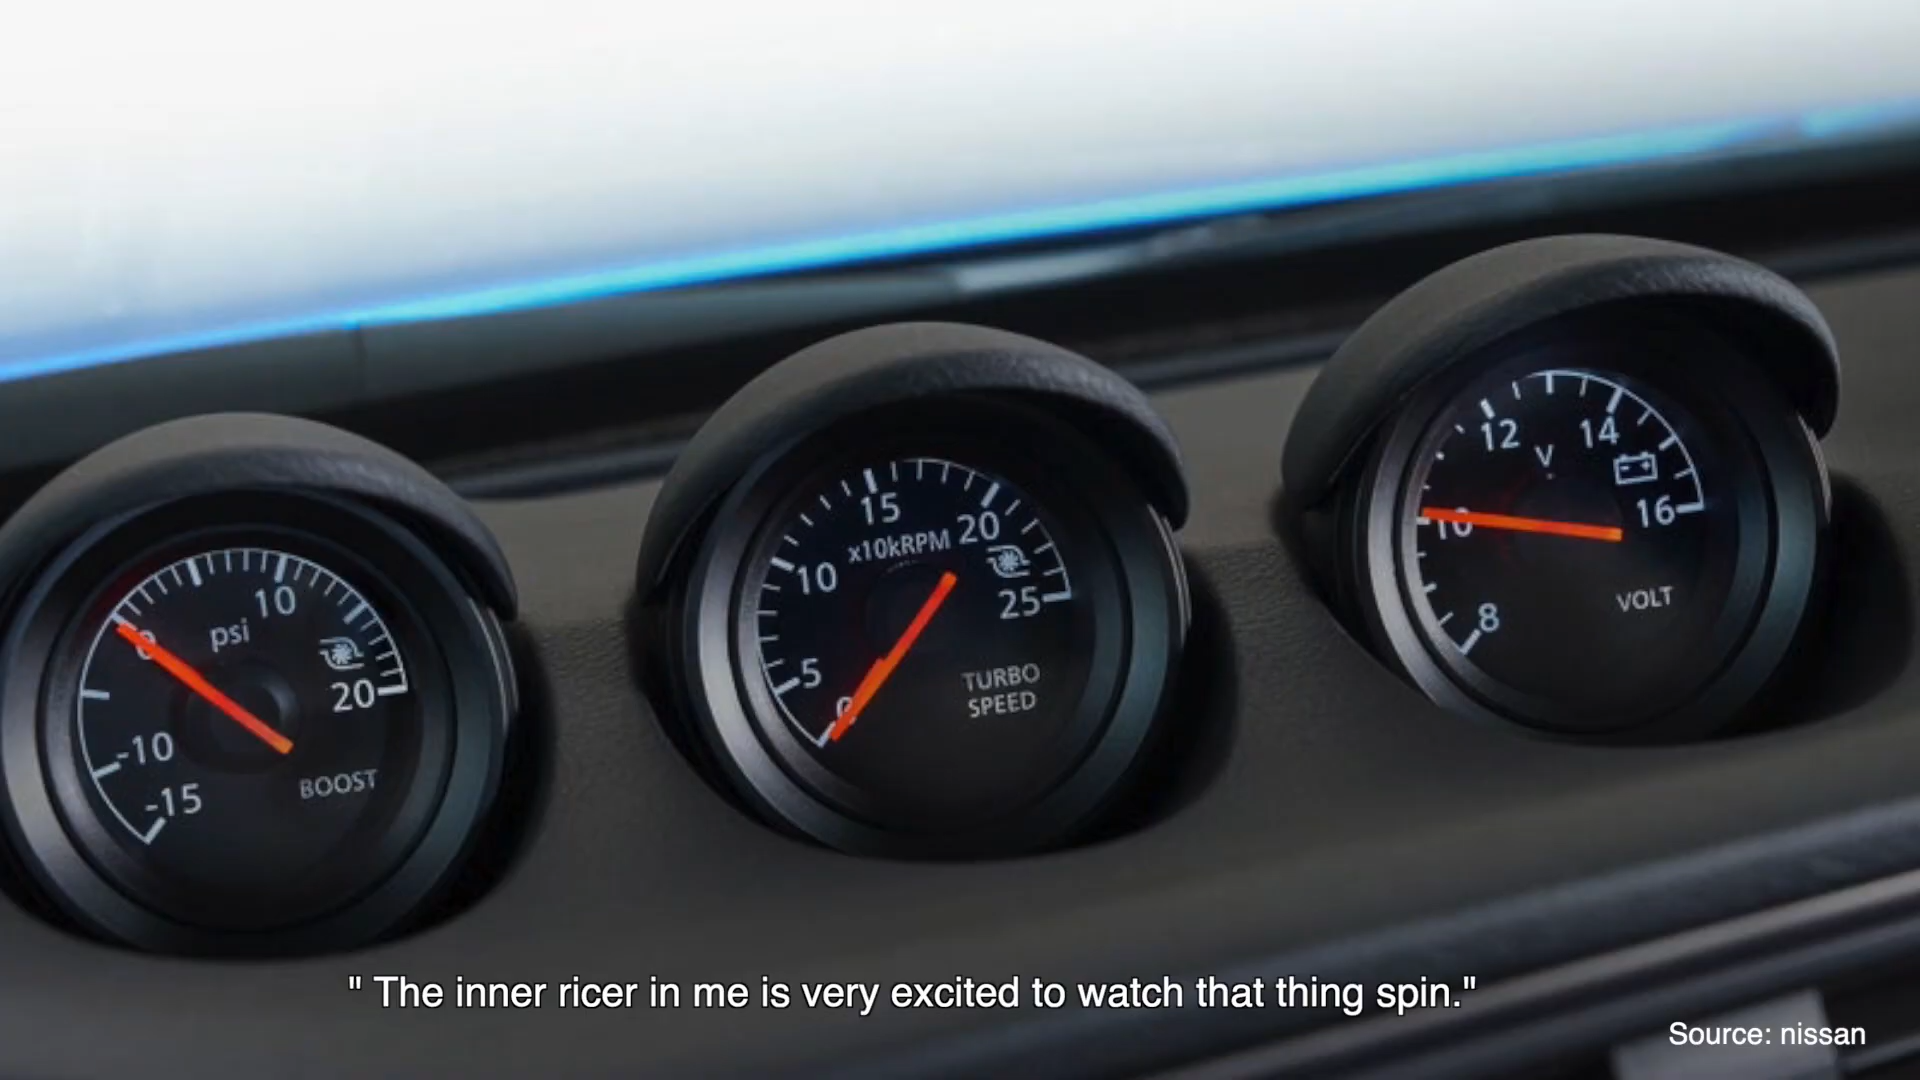 0
10
20
psi
-10
-15
BOOST
0
5
10
15
20
25
x10kRPM
TURBO
SPEED
8
10
12
14
16
V
VOLT
" The inner ricer in me is very excited to watch that thing spin."
Source: nissan